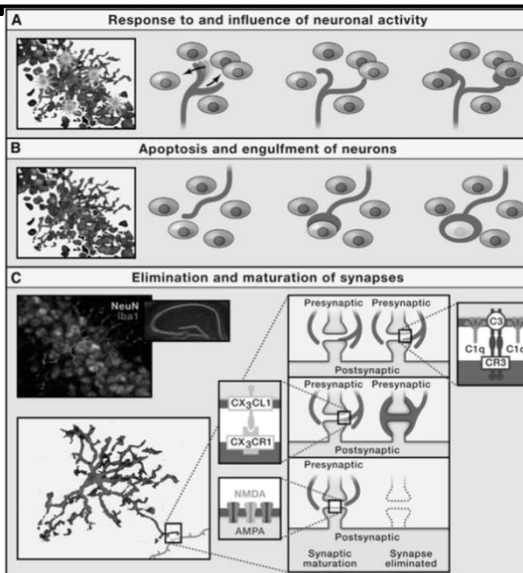 A
Response to and influence of neuronal activity
B
Apoptosis and engulfment of neurons
C
Elimination and maturation of synapses
NeuN
Iba1
Presynaptic Presynaptic
Postsynaptic
C3
C1q C1q
CR3
CX₃CL1
CX₃CR1
Presynaptic
Postsynaptic
NMDA
AMPA
Presynaptic
Postsynaptic
Synaptic Synapse
maturation eliminated